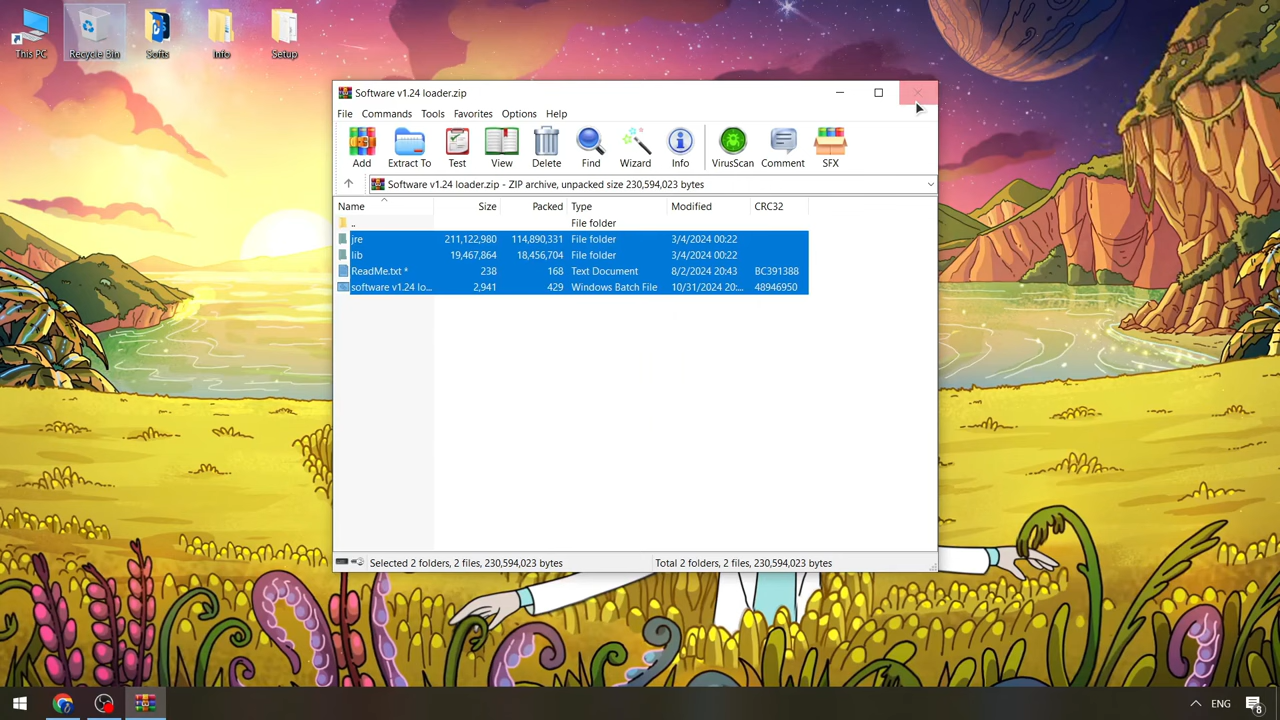 This PC
Recycle Bin
Softs
Info
Setup
Software v1.24 loader.zip
File Commands Tools Favorites Options Help
Add Extract To Test View Delete Find Wizard Info VirusScan Comment SFX
Software v1.24 loader.zip - ZIP archive, unpacked size 230,594,023 bytes
Name Size Packed Type Modified CRC32
.. File folder
jre 211,122,980 114,890,331 File folder 3/4/2024 00:22
lib 19,467,864 18,456,704 File folder 3/4/2024 00:22
ReadMe.txt * 238 168 Text Document 8/2/2024 20:43 BC391388
software v1.24 lo... 2,941 429 Windows Batch File 10/31/2024 20:... 48946950
Selected 2 folders, 2 files, 230,594,023 bytes
Total 2 folders, 2 files, 230,594,023 bytes
ENG
8